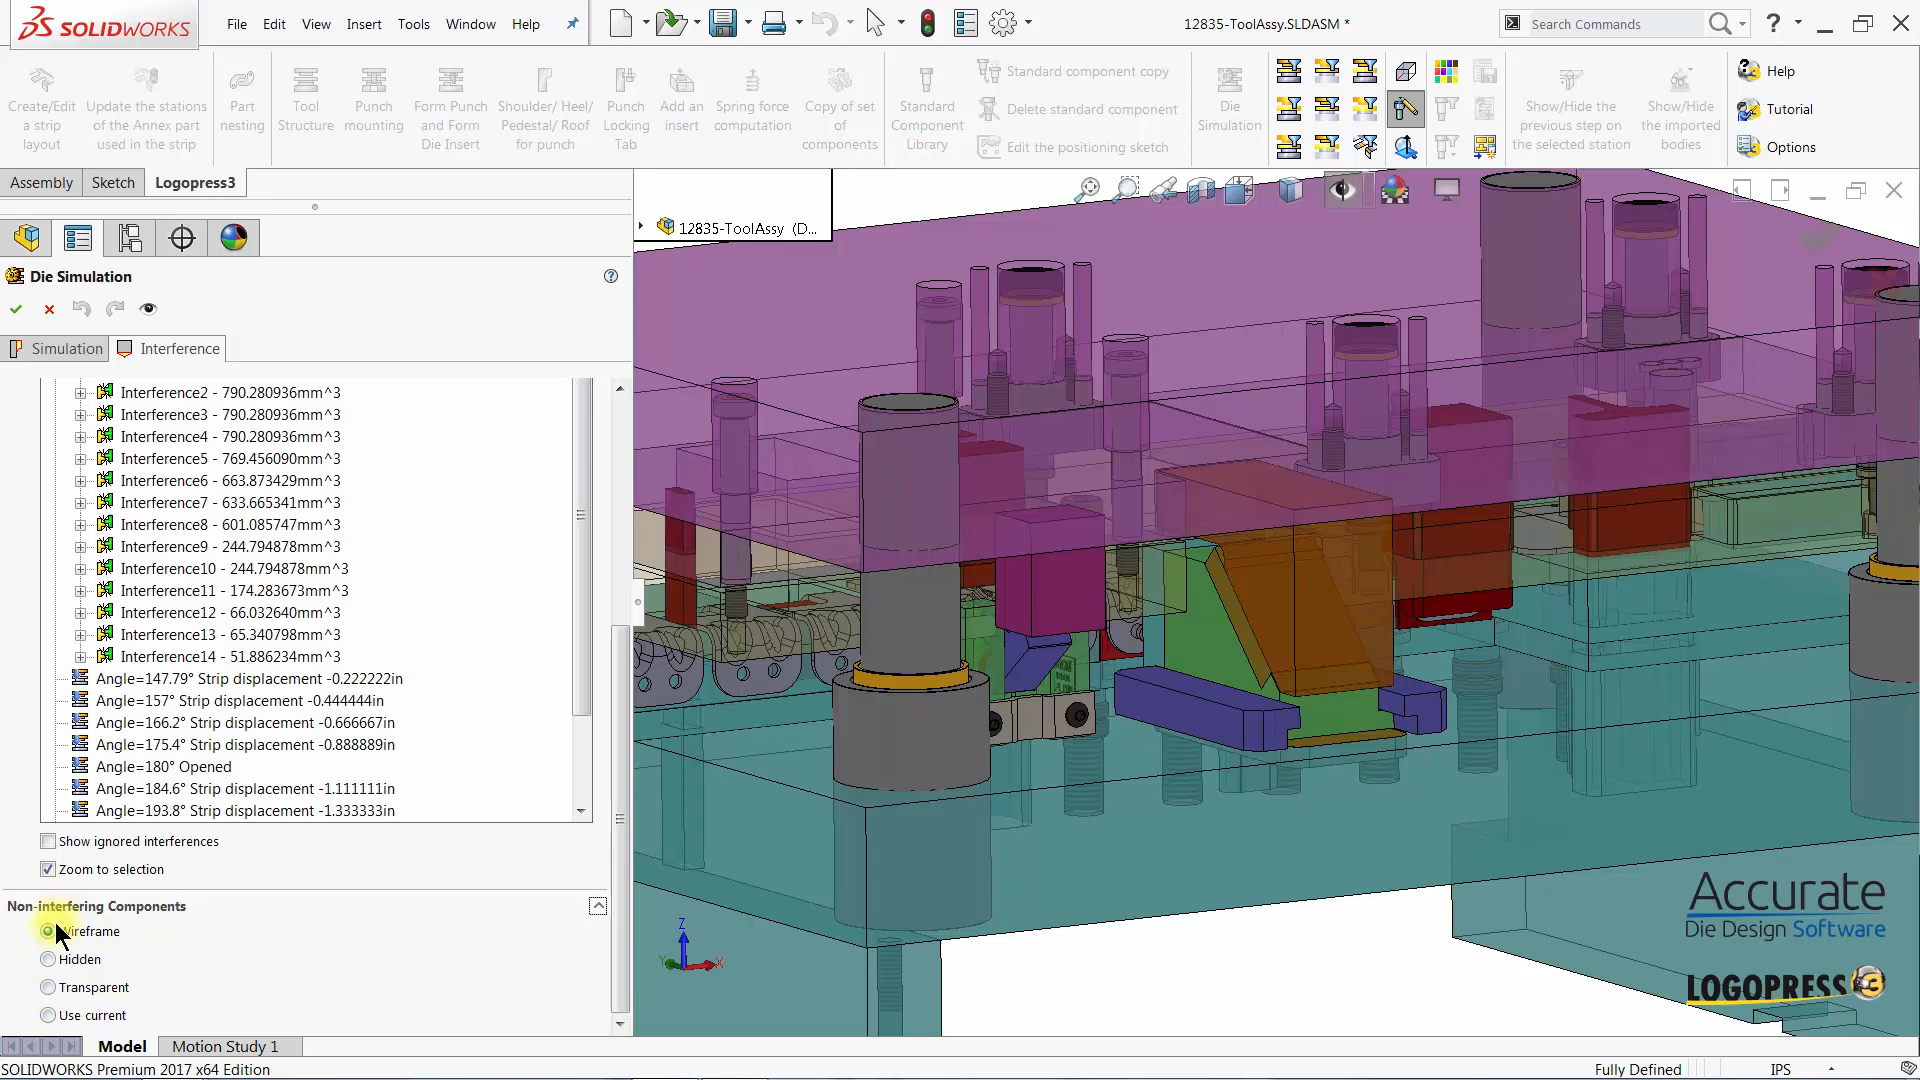 SOLIDWORKS
File Edit View Insert Tools Window Help
12835-ToolAssy.SLDASM *
Search Commands
Create/Edit a strip layout
Update the stations of the Annex part used in the strip
Part nesting
Tool Structure
Punch mounting
Form Punch and Form Die Insert
Shoulder/ Heel/ Pedestal/ Roof for punch
Punch Locking Tab
Add an insert
Spring force computation
Copy of set of components
Standard Component Library
Standard component copy
Delete standard component
Edit the positioning sketch
Die Simulation
Show/Hide the previous step on the selected station
Show/Hide the imported bodies
Help
Tutorial
Options
Assembly Sketch Logopress3
12835-ToolAssy (D...
Die Simulation
Simulation Interference
Interference2 - 790.280936mm^3
Interference3 - 790.280936mm^3
Interference4 - 790.280936mm^3
Interference5 - 769.456090mm^3
Interference6 - 663.873429mm^3
Interference7 - 633.665341mm^3
Interference8 - 601.085747mm^3
Interference9 - 244.794878mm^3
Interference10 - 244.794878mm^3
Interference11 - 174.283673mm^3
Interference12 - 66.032640mm^3
Interference13 - 65.340798mm^3
Interference14 - 51.886234mm^3
Angle=147.79° Strip displacement -0.222222in
Angle=157° Strip displacement -0.444444in
Angle=166.2° Strip displacement -0.666667in
Angle=175.4° Strip displacement -0.888889in
Angle=180° Opened
Angle=184.6° Strip displacement -1.111111in
Angle=193.8° Strip displacement -1.333333in
Show ignored interferences
Zoom to selection
Non-interfering Components
Wireframe
Hidden
Transparent
Use current
Z
Y
X
Accurate
Die Design Software
LOGOPRESS 3
Model Motion Study 1
SOLIDWORKS Premium 2017 x64 Edition
Fully Defined
IPS